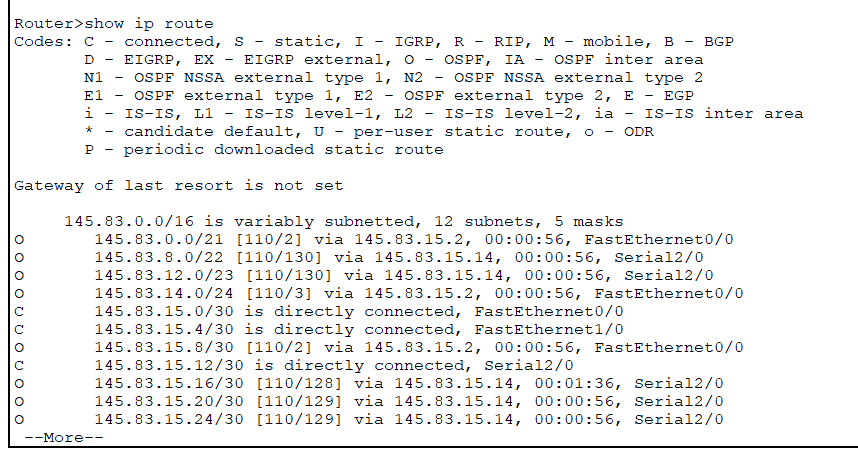 Router>show ip route
Codes: C - connected, S - static, I - IGRP, R - RIP, M - mobile, B - BGP
       D - EIGRP, EX - EIGRP external, O - OSPF, IA - OSPF inter area
       N1 - OSPF NSSA external type 1, N2 - OSPF NSSA external type 2
       E1 - OSPF external type 1, E2 - OSPF external type 2, E - EGP
       i - IS-IS, L1 - IS-IS level-1, L2 - IS-IS level-2, ia - IS-IS inter area
       * - candidate default, U - per-user static route, o - ODR
       P - periodic downloaded static route
Gateway of last resort is not set
     145.83.0.0/16 is variably subnetted, 12 subnets, 5 masks
O       145.83.0.0/21 [110/2] via 145.83.15.2, 00:00:56, FastEthernet0/0
O       145.83.8.0/22 [110/130] via 145.83.15.14, 00:00:56, Serial2/0
O       145.83.12.0/23 [110/130] via 145.83.15.14, 00:00:56, Serial2/0
O       145.83.14.0/24 [110/3] via 145.83.15.2, 00:00:56, FastEthernet0/0
C       145.83.15.0/30 is directly connected, FastEthernet0/0
C       145.83.15.4/30 is directly connected, FastEthernet1/0
O       145.83.15.8/30 [110/2] via 145.83.15.2, 00:00:56, FastEthernet0/0
C       145.83.15.12/30 is directly connected, Serial2/0
O       145.83.15.16/30 [110/128] via 145.83.15.14, 00:01:36, Serial2/0
O       145.83.15.20/30 [110/129] via 145.83.15.14, 00:00:56, Serial2/0
O       145.83.15.24/30 [110/129] via 145.83.15.14, 00:00:56, Serial2/0
 --More--